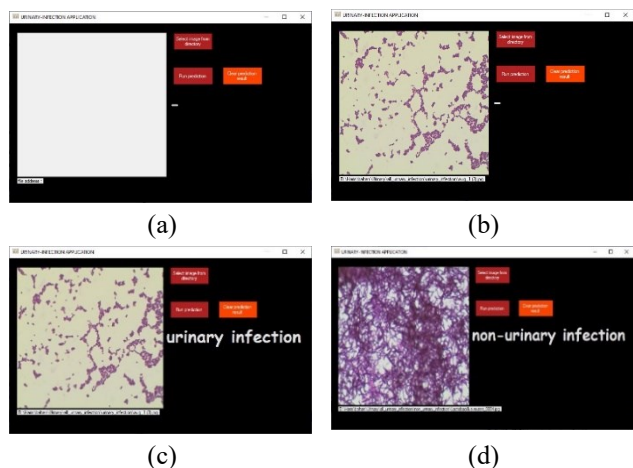 URINARY-INFECTION APPLICATION
Select image from
directory
Run prediction
Clear prediction
result
-
file address :
(a)
URINARY-INFECTION APPLICATION
Select image from
directory
Run prediction
Clear prediction
result
-
(b)
URINARY-INFECTION APPLICATION
Select image from
directory
Run prediction
Clear prediction
result
urinary infection
(c)
URINARY-INFECTION APPLICATION
Select image from
directory
Run prediction
Clear prediction
result
non-urinary infection
(d)